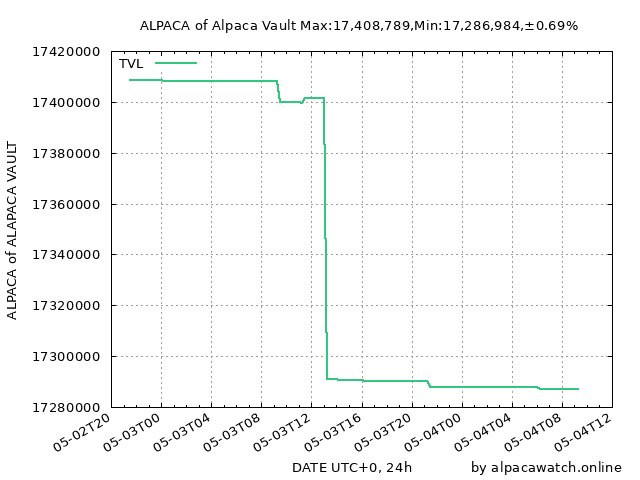 ALPACA of Alpaca Vault Max:17,408,789,Min:17,286,984,±0.69%
TVL
ALPACA of ALAPACA VAULT
17420000
17400000
17380000
17360000
17340000
17320000
17300000
17280000
05-02T20
05-03T00
05-03T04
05-03T08
05-03T12
05-03T16
05-03T20
05-04T00
05-04T04
05-04T08
05-04T12
DATE UTC+0, 24h
by alpacawatch.online